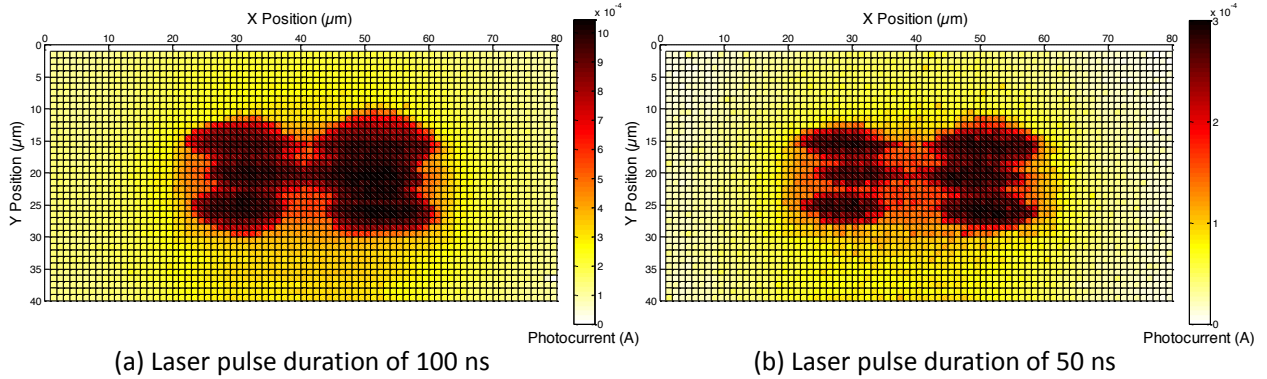 X Position (µm)
0 10 20 30 40 50 60 70 80
0
5
10
15
20
25
30
35
40
Y Position (µm)
x 10⁻⁴
10
9
8
7
6
5
4
3
2
1
0
Photocurrent (A)
(a) Laser pulse duration of 100 ns
X Position (µm)
0 10 20 30 40 50 60 70 80
0
5
10
15
20
25
30
35
40
Y Position (µm)
x 10⁻⁴
3
2
1
0
Photocurrent (A)
(b) Laser pulse duration of 50 ns